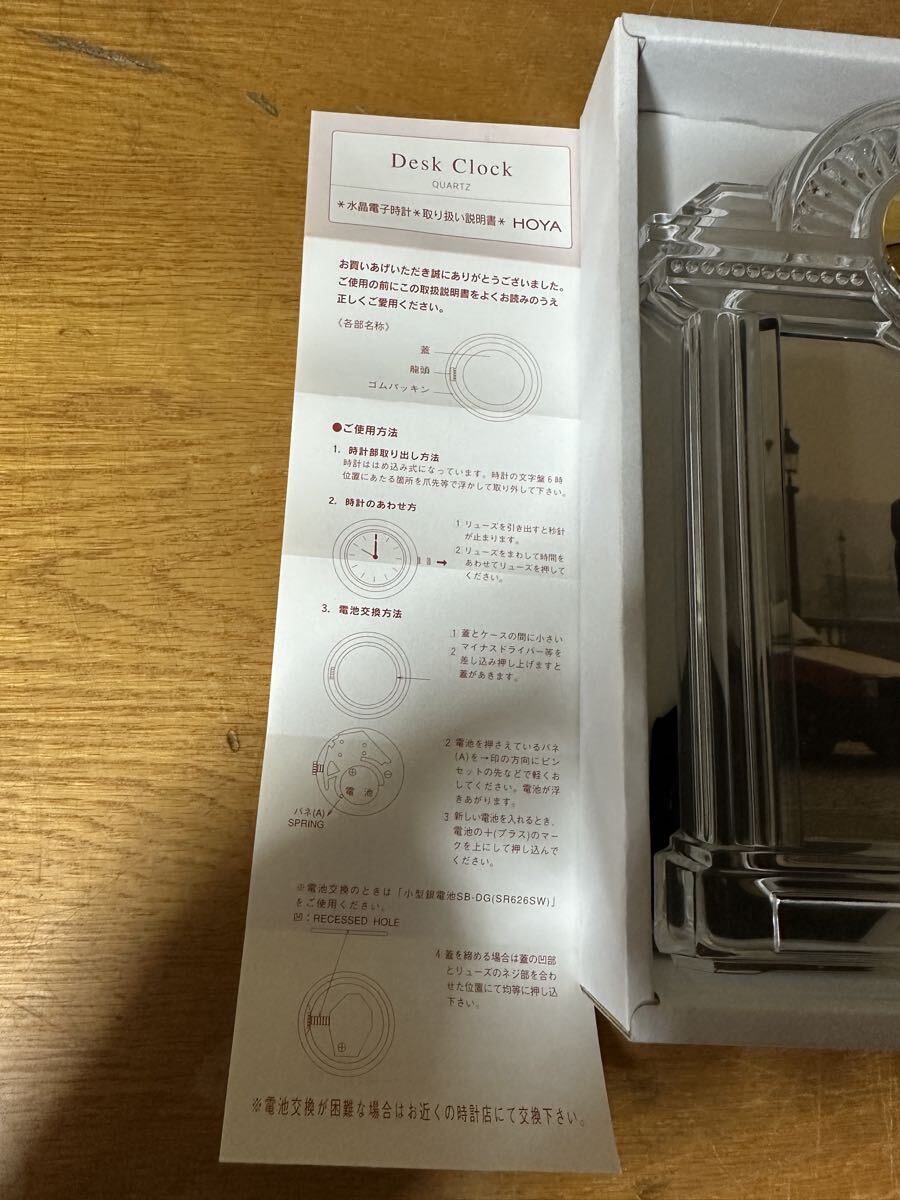 Desk Clock
QUARTZ
＊水晶電子時計＊取り扱い説明書＊ HOYA
お買いあげいただき誠にありがとうございました。
ご使用の前にこの取扱説明書をよくお読みのうえ
正しくご愛用ください。
《各部名称》
蓋
龍頭
ゴムパッキン
●ご使用方法
1. 時計部取り出し方法
時計ははめ込み式になっています。時計の文字盤6時
位置にあたる箇所を爪先等で浮かして取り外して下さい。
2. 時計のあわせ方
1 リューズを引き出すと秒針
が止まります。
2 リューズをまわして時間を
あわせてリューズを押して
ください。
3. 電池交換方法
1 蓋とケースの間に小さい
2 マイナスドライバー等を
差し込み押し上げますと
蓋があきます。
電 池
バネ(A)
SPRING
2 電池を押さえているバネ
(A)を→印の方向にピン
セットの先などで軽くお
してください。電池が浮
きあがります。
3 新しい電池を入れるとき、
電池の＋(プラス)のマー
クを上にして押し込んで
ください。
※電池交換のときは「小型銀電池SB-DG(SR626SW)」
をご使用ください。
凹：RECESSED HOLE
4 蓋を締める場合は蓋の凹部
とリューズのネジ部を合わ
せた位置にて均等に押し込
下さい。
※電池交換が困難な場合はお近くの時計店にて交換下さい。